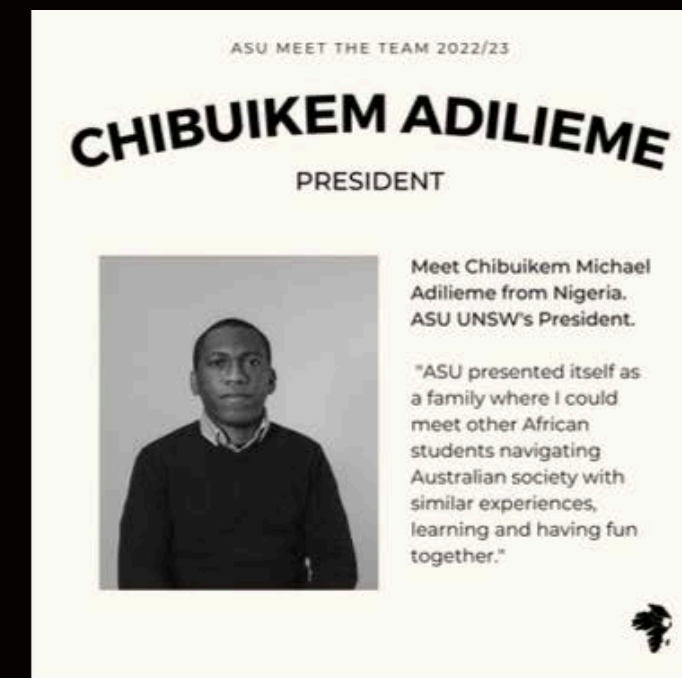 ASU MEET THE TEAM 2022/23
CHIBUIKEM ADILIEME
PRESIDENT
Meet Chibuikem Michael
Adilieme from Nigeria.
ASU UNSW's President.
"ASU presented itself as
a family where I could
meet other African
students navigating
Australian society with
similar experiences,
learning and having fun
together."